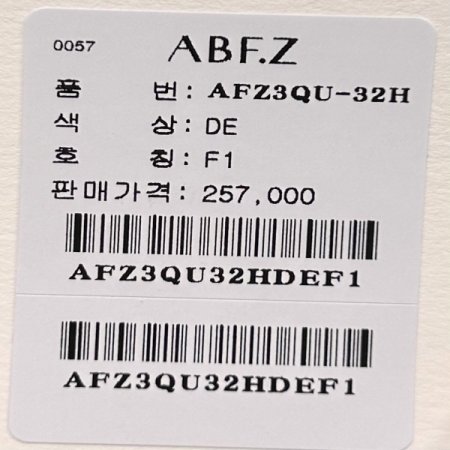 0057 ABF.Z
품 번: AFZ3QU-32H
색 상: DE
호 칭: F1
판매가격: 257,000
AFZ3QU32HDEF1
AFZ3QU32HDEF1